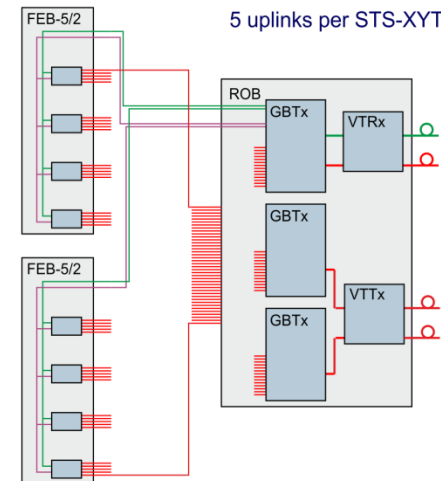 FEB-5/2
5 uplinks per STS-XYT
ROB
GBTx
VTRx
GBTx
FEB-5/2
VTTx
GBTx